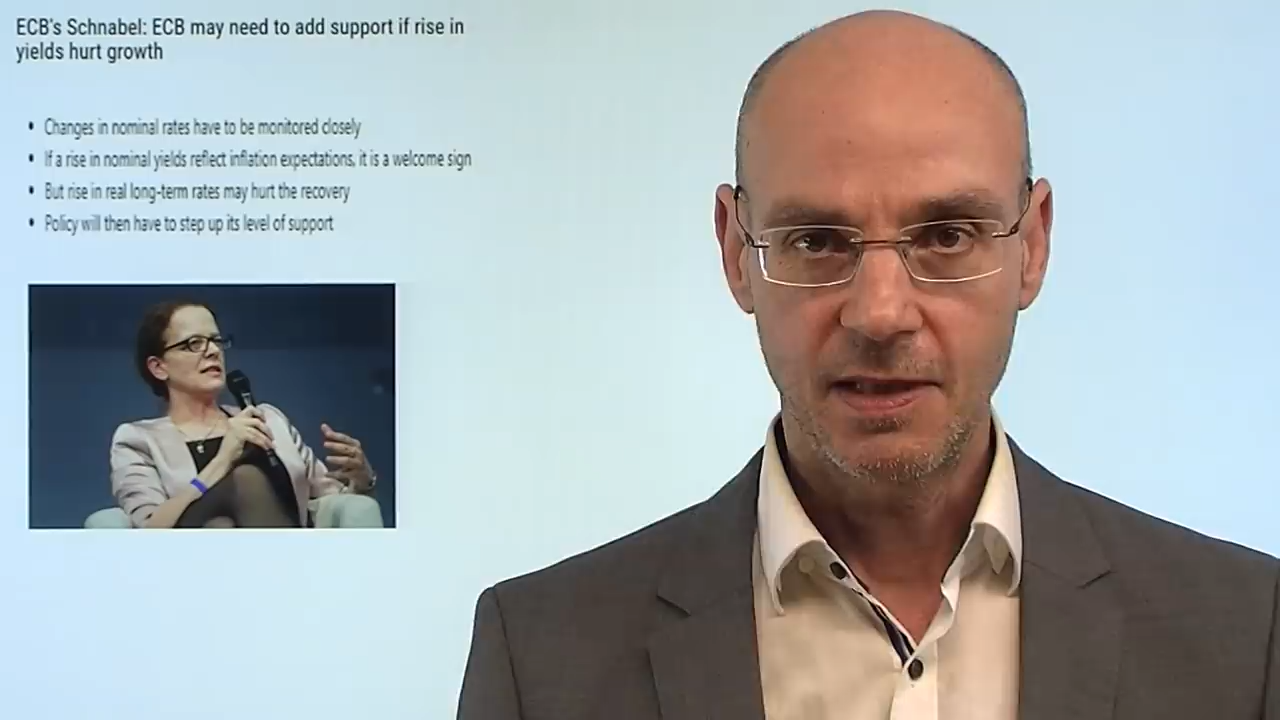 ECB's Schnabel: ECB may need to add support if rise in
yields hurt growth
• Changes in nominal rates have to be monitored closely
• If a rise in nominal yields reflect inflation expectations, it is a welcome sign
• But rise in real long-term rates may hurt the recovery
• Policy will then have to step up its level of support